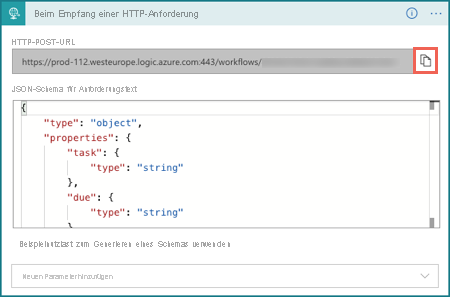 Beim Empfang einer HTTP-Anforderung
HTTP-POST-URL
https://prod-112.westeurope.logic.azure.com:443/workflows/
JSON-Schema für Anforderungstext
{
"type": "object",
"properties": {
"task": {
"type": "string"
},
"due": {
"type": "string"
},
Beispielnutzlast zum Generieren eines Schemas verwenden
Neuen Parameter hinzufügen